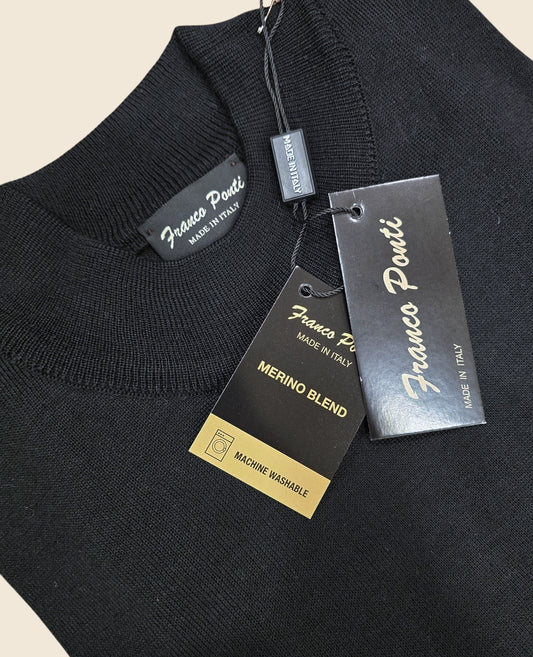 Franco Ponti
MADE IN ITALY
MADE IN ITALY
Franco Ponti
MADE IN ITALY
MERINO BLEND
MACHINE WASHABLE
Franco Ponti
MADE IN ITALY